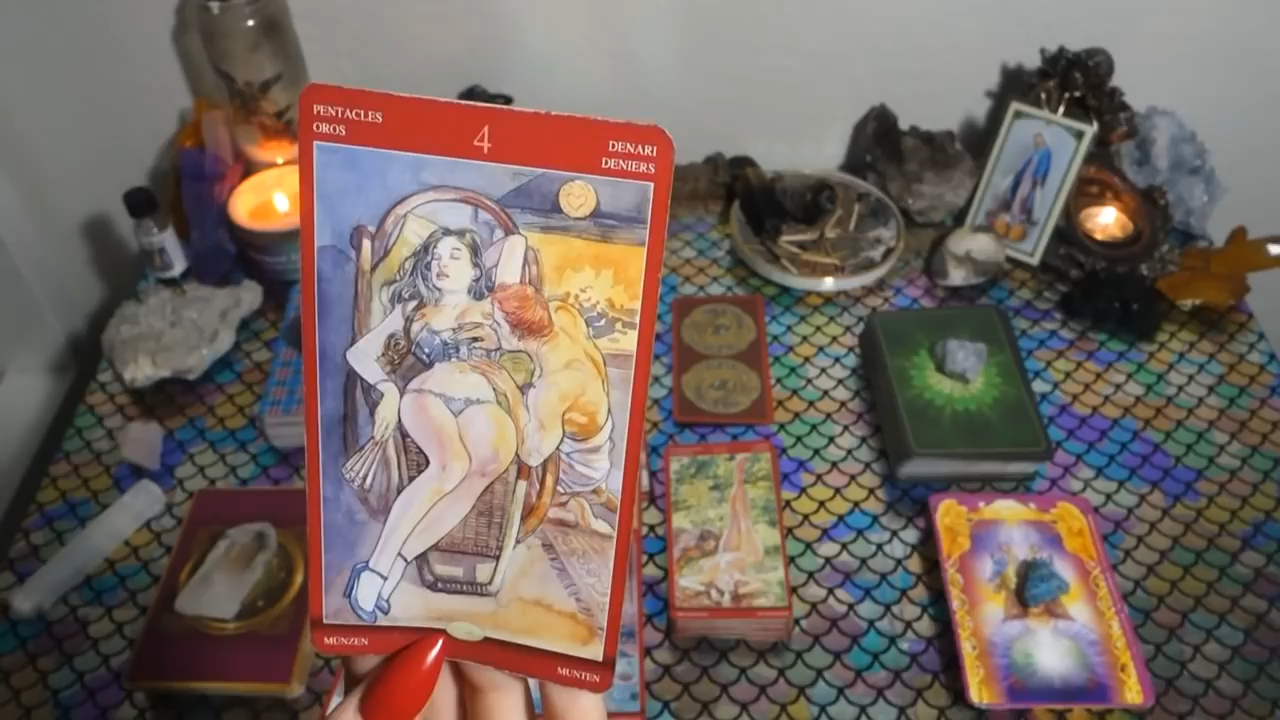 PENTACLES
OROS
4
DENARI
DENIERS
MÜNZEN
MUNTEN